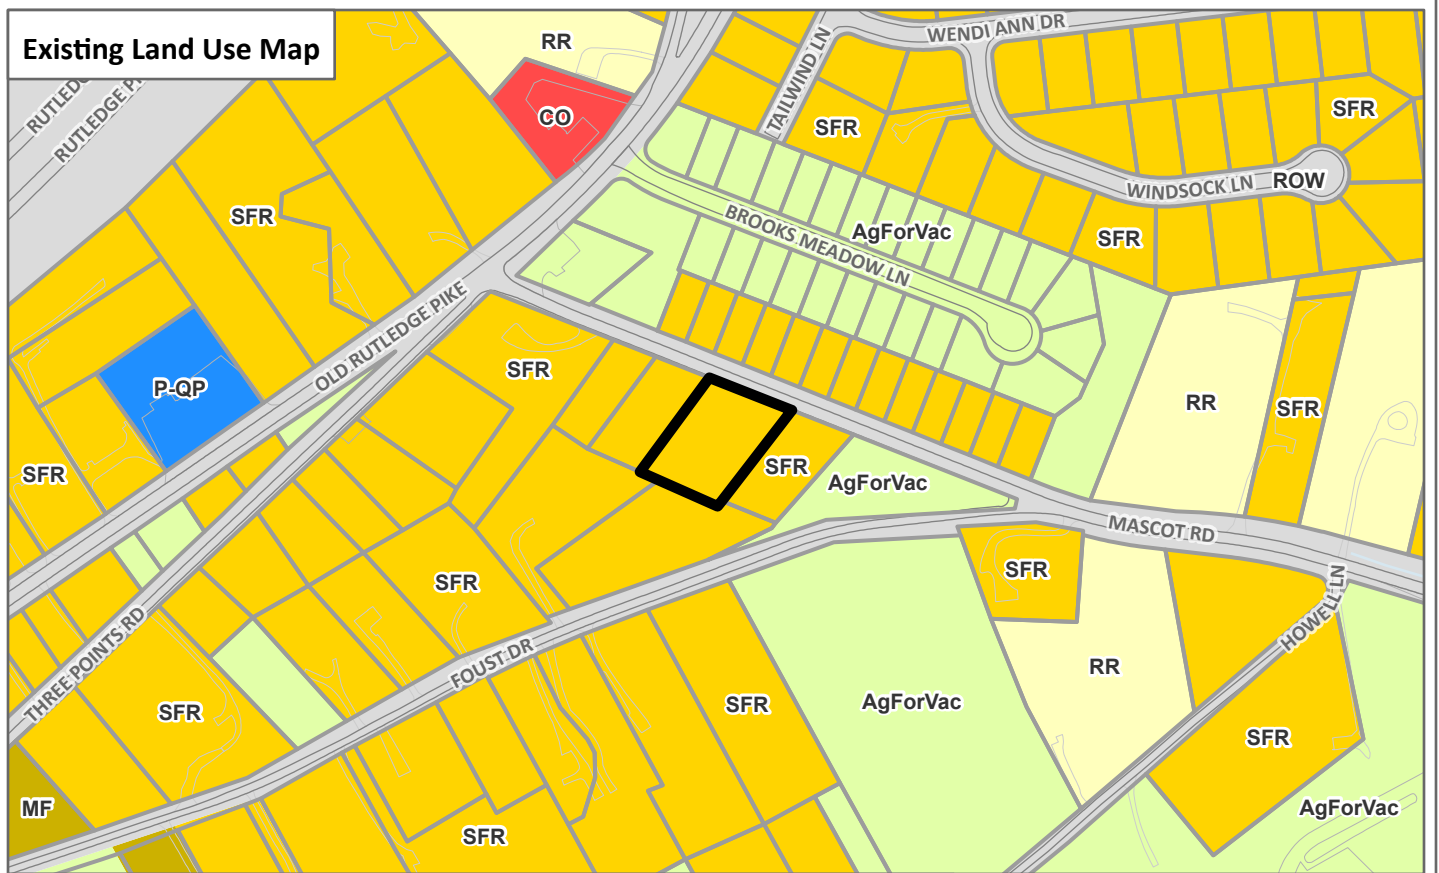 Existing Land Use Map
RR
WENDI ANN DR
TAILWIND LN
RUTLEDG
RUTLEDGE PI
CO
SFR
SFR
WINDSOCK LN
ROW
SFR
BROOKS MEADOW LN
AgForVac
SFR
OLD RUTLEDGE PIKE
SFR
P-QP
RR
SFR
SFR
SFR
AgForVac
MASCOT RD
SFR
SFR
HOWELL LN
THREE POINTS RD
FOUST DR
RR
SFR
SFR
AgForVac
SFR
MF
SFR
AgForVac